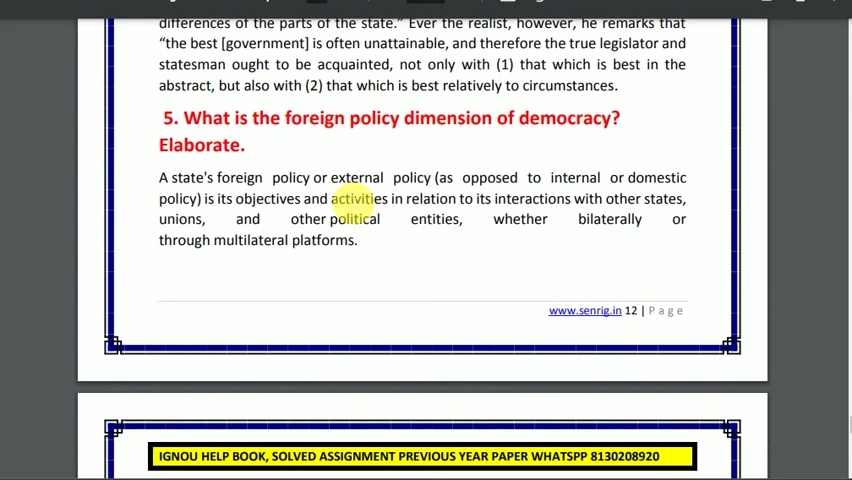 differences of the parts of the state." Ever the realist, however, he remarks that
"the best [government] is often unattainable, and therefore the true legislator and
statesman ought to be acquainted, not only with (1) that which is best in the
abstract, but also with (2) that which is best relatively to circumstances.
5. What is the foreign policy dimension of democracy?
Elaborate.
A state's foreign policy or external policy (as opposed to internal or domestic
policy) is its objectives and activities in relation to its interactions with other states,
unions, and other political entities, whether bilaterally or
through multilateral platforms.
www.senrig.in 12 | P a g e
IGNOU HELP BOOK, SOLVED ASSIGNMENT PREVIOUS YEAR PAPER WHATSPP 8130208920